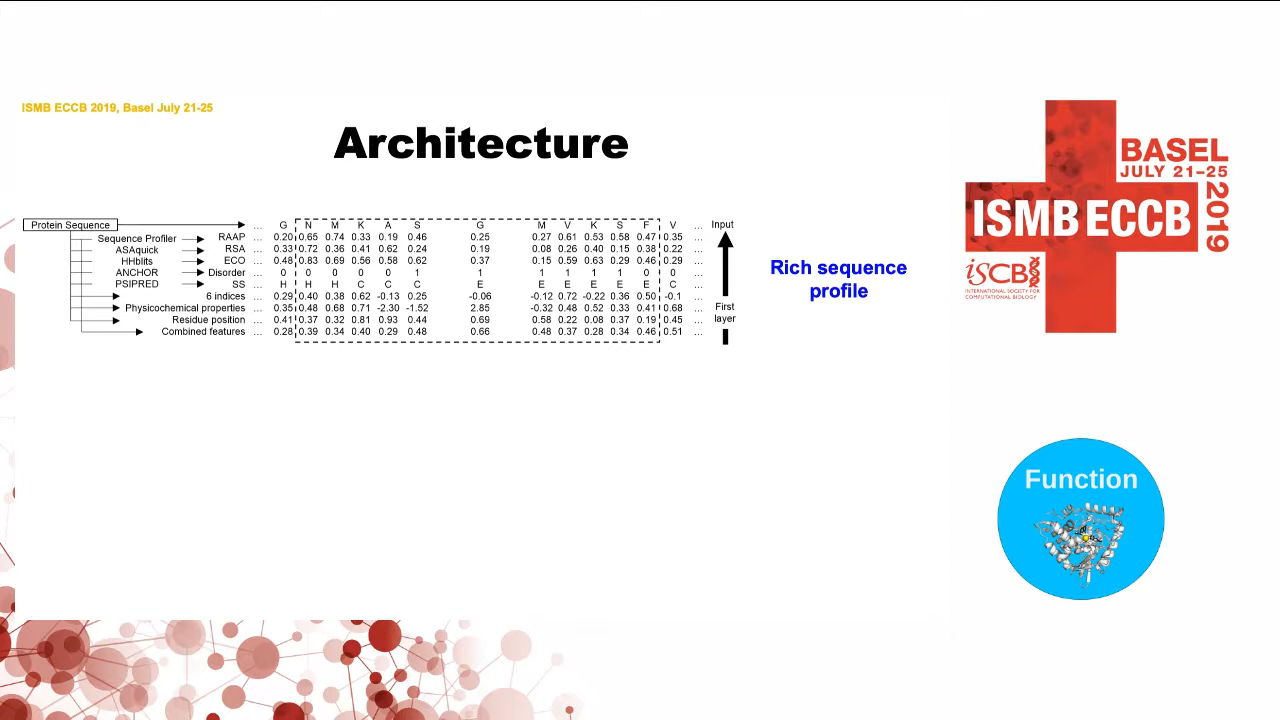 ISMB ECCB 2019, Basel July 21-25
Architecture
Protein Sequence ... G N M K A S G M V K S F V ... Input
Sequence Profiler RAAP ... 0.20 0.65 0.74 0.33 0.19 0.46 0.25 0.27 0.61 0.53 0.58 0.47 0.35 ...
ASAquick RSA ... 0.33 0.72 0.36 0.41 0.62 0.24 0.19 0.08 0.26 0.40 0.15 0.38 0.22 ...
HHblits ECO ... 0.48 0.83 0.69 0.56 0.58 0.62 0.37 0.15 0.59 0.63 0.29 0.46 0.29 ...
ANCHOR Disorder ... 0 0 0 0 0 1 1 1 1 1 1 0 0 ...
PSIPRED SS ... H H H C C C E E E E E E C ...
6 indices ... 0.29 0.40 0.38 0.62 -0.13 0.25 -0.06 -0.12 0.72 -0.22 0.36 0.50 -0.1 ...
Physicochemical properties ... 0.35 0.48 0.68 0.71 -2.30 -1.52 2.85 -0.32 0.48 0.52 0.33 0.41 0.68 ...
Residue position ... 0.41 0.37 0.32 0.81 0.93 0.44 0.69 0.58 0.22 0.08 0.37 0.19 0.45 ...
Combined features ... 0.28 0.39 0.34 0.40 0.29 0.48 0.66 0.48 0.37 0.28 0.34 0.46 0.51 ...
First
layer
Rich sequence
profile
BASEL
JULY 21–25
2019
ISMB ECCB
ISCB
INTERNATIONAL SOCIETY FOR
COMPUTATIONAL BIOLOGY
Function